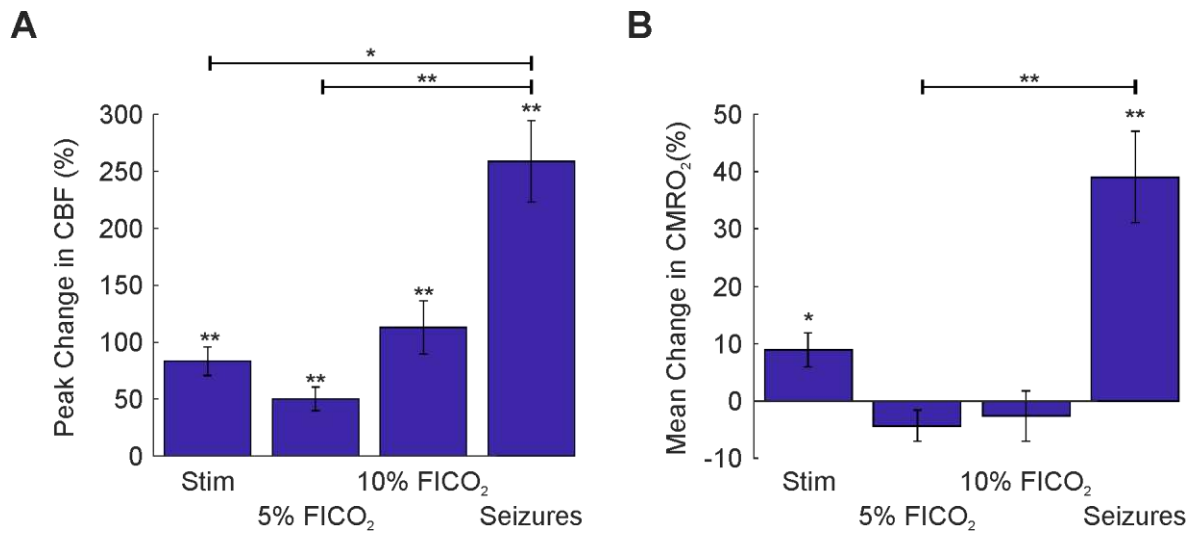 A
*
**
Peak Change in CBF (%)
300
250
200
150
100
50
0
**
**
**
**
Stim
5% FICO₂
10% FICO₂
Seizures
B
**
Mean Change in CMRO₂(%)
50
40
30
20
10
0
-10
*
**
Stim
5% FICO₂
10% FICO₂
Seizures